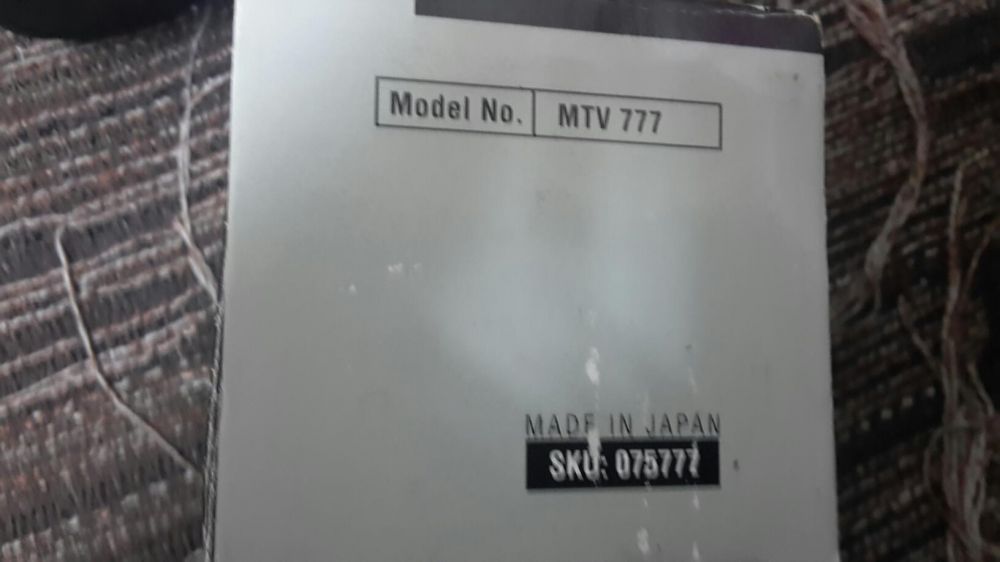 Model No. MTV 777
MADE IN JAPAN
SKU: 075777